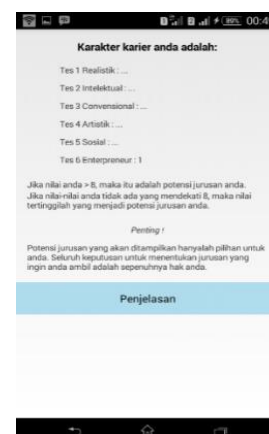 00:4
Karakter karier anda adalah:
Tes 1 Realistik : ...
Tes 2 Intelektual : ...
Tes 3 Convensional : ...
Tes 4 Artistik : ...
Tes 5 Sosial : ...
Tes 6 Enterpreneur : 1
Jika nilai anda > 8, maka itu adalah potensi jurusan anda.
Jika nilai-nilai anda tidak ada yang mendekati 8, maka nilai
tertinggilah yang menjadi potensi jurusan anda.
Penting !
Potensi jurusan yang akan ditampilkan hanyalah pilihan untuk
anda. Seluruh keputusan untuk menentukan jurusan yang
ingin anda ambil adalah sepenuhnya hak anda.
Penjelasan